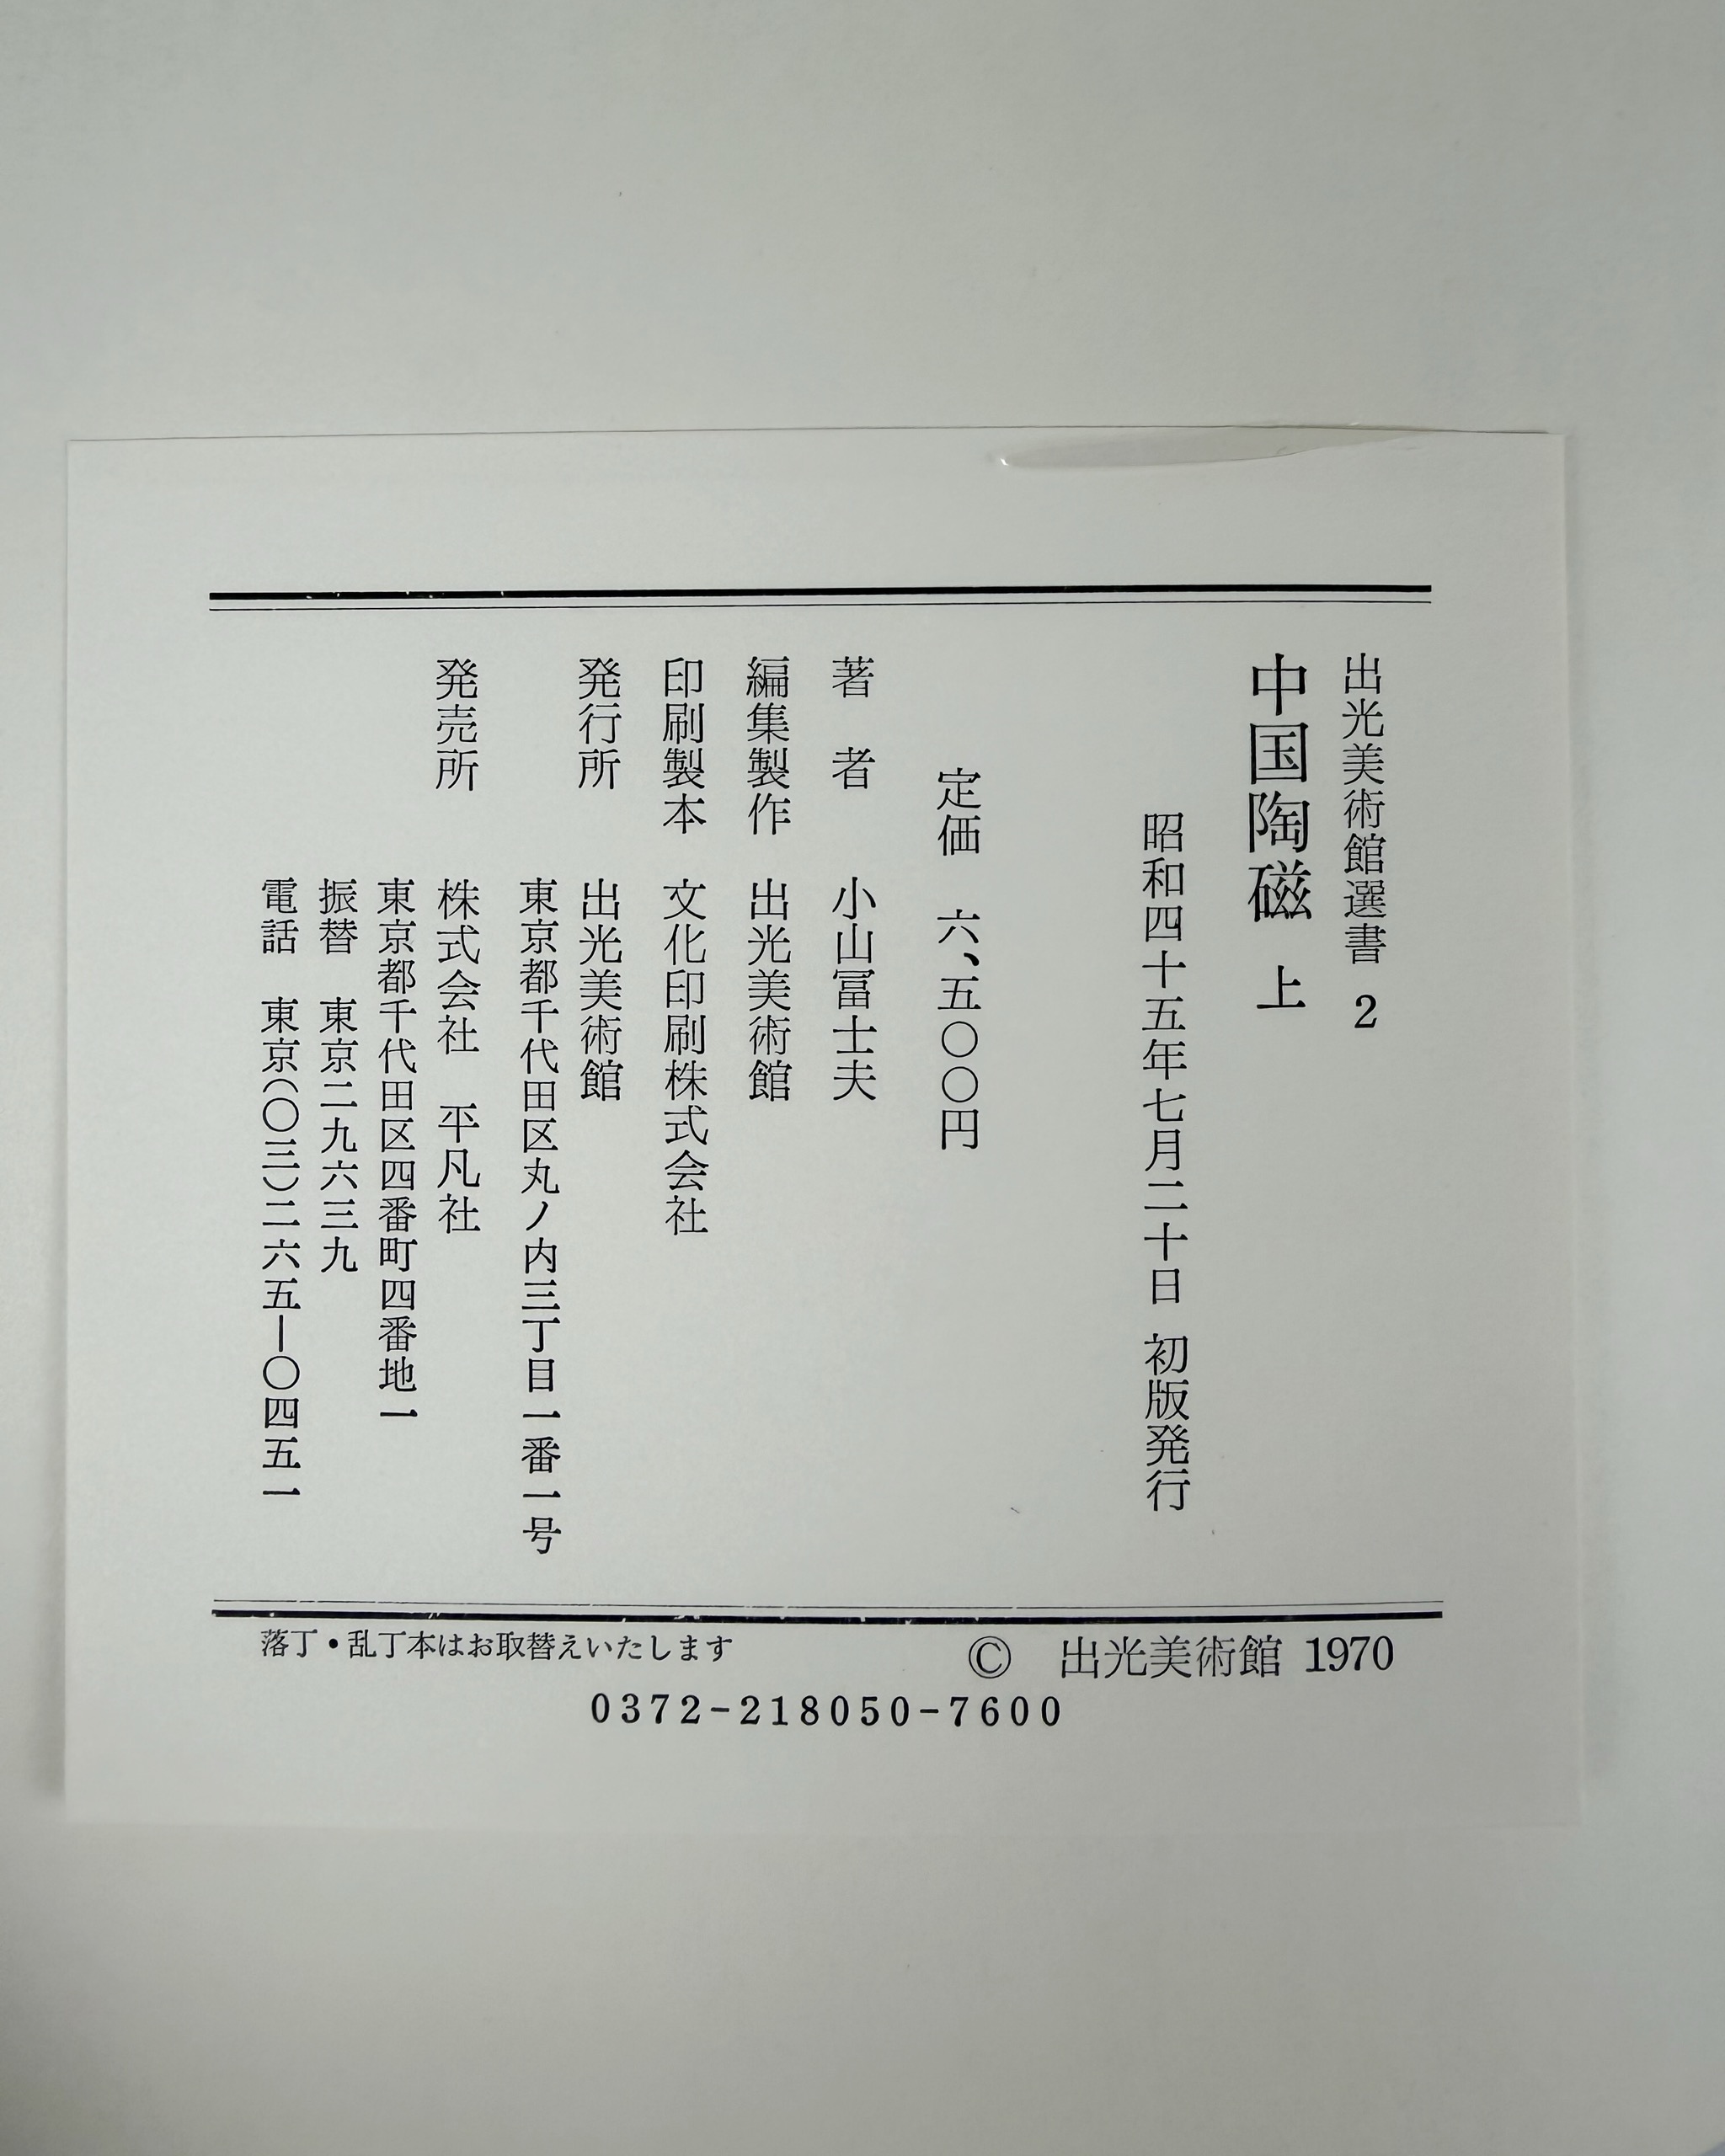 出光美術館選書 2
中国陶磁 上
昭和四十五年七月二十日 初版発行
定価 六、五〇〇円
著 者 小山冨士夫
編集製作 出光美術館
印刷製本 文化印刷株式会社
発行所 出光美術館
東京都千代田区丸ノ内三丁目一番一号
発売所 株式会社 平凡社
東京都千代田区四番町四番地一
振替 東京二九六三九
電話 東京(〇三)二六五―〇四五一
© 出光美術館 1970
落丁・乱丁本はお取替えいたします
0372-218050-7600